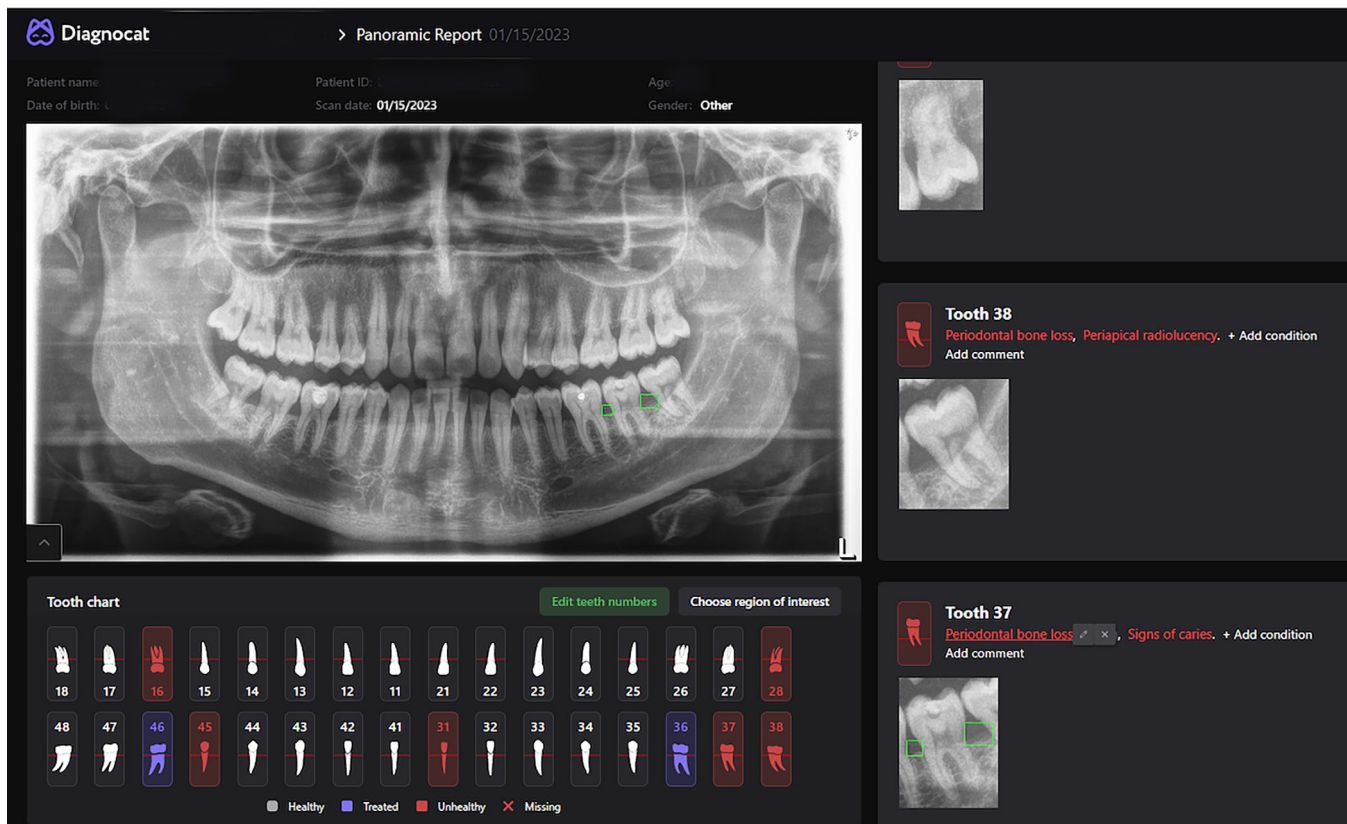 Diagnocat
> Panoramic Report 01/15/2023
Patient name:
Patient ID:
Age:
Date of birth:
Scan date: 01/15/2023
Gender: Other
L
Tooth chart
Edit teeth numbers
Choose region of interest
18 17 16 15 14 13 12 11 21 22 23 24 25 26 27 28
48 47 46 45 44 43 42 41 31 32 33 34 35 36 37 38
Healthy Treated Unhealthy Missing
Tooth 38
Periodontal bone loss, Periapical radiolucency. + Add condition
Add comment
Tooth 37
Periodontal bone loss, Signs of caries. + Add condition
Add comment